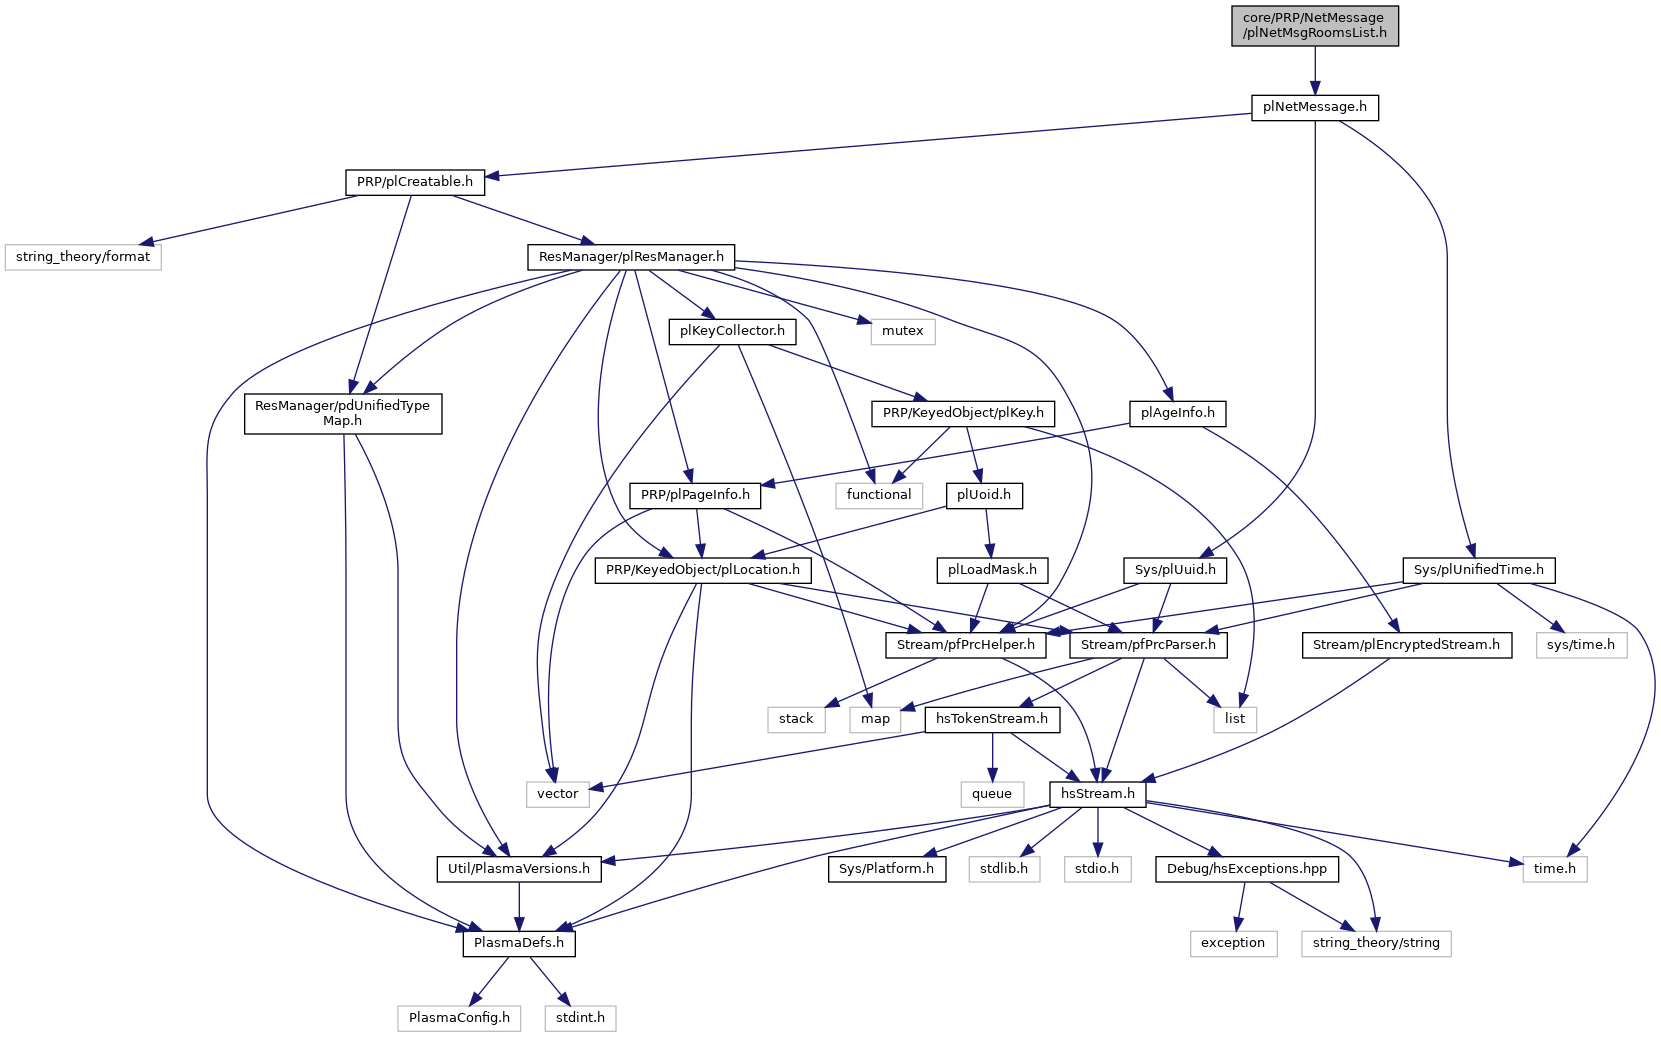 core/PRP/NetMessage
/plNetMsgRoomsList.h
plNetMessage.h
PRP/plCreatable.h
string_theory/format
ResManager/plResManager.h
plKeyCollector.h
mutex
ResManager/pdUnifiedType
Map.h
PRP/KeyedObject/plKey.h
plAgeInfo.h
PRP/plPageInfo.h
functional
plUoid.h
PRP/KeyedObject/plLocation.h
plLoadMask.h
Sys/plUuid.h
Sys/plUnifiedTime.h
Stream/pfPrcHelper.h
Stream/pfPrcParser.h
Stream/plEncryptedStream.h
sys/time.h
stack
map
hsTokenStream.h
list
vector
queue
hsStream.h
Util/PlasmaVersions.h
Sys/Platform.h
stdlib.h
stdio.h
Debug/hsExceptions.hpp
time.h
PlasmaDefs.h
exception
string_theory/string
PlasmaConfig.h
stdint.h